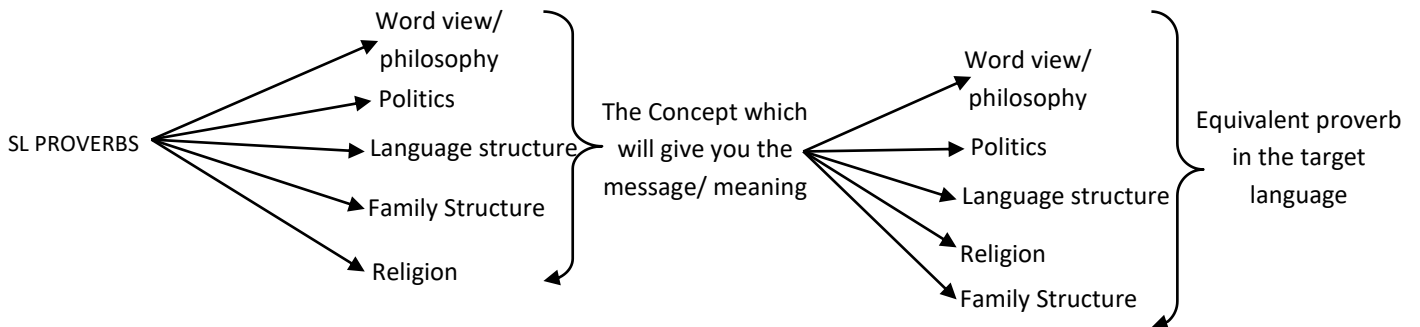 SL PROVERBS
Word view/
philosophy
Politics
Language structure
Family Structure
Religion
The Concept which
will give you the
message/ meaning
Word view/
philosophy
Politics
Language structure
Religion
Family Structure
Equivalent proverb
in the target
language